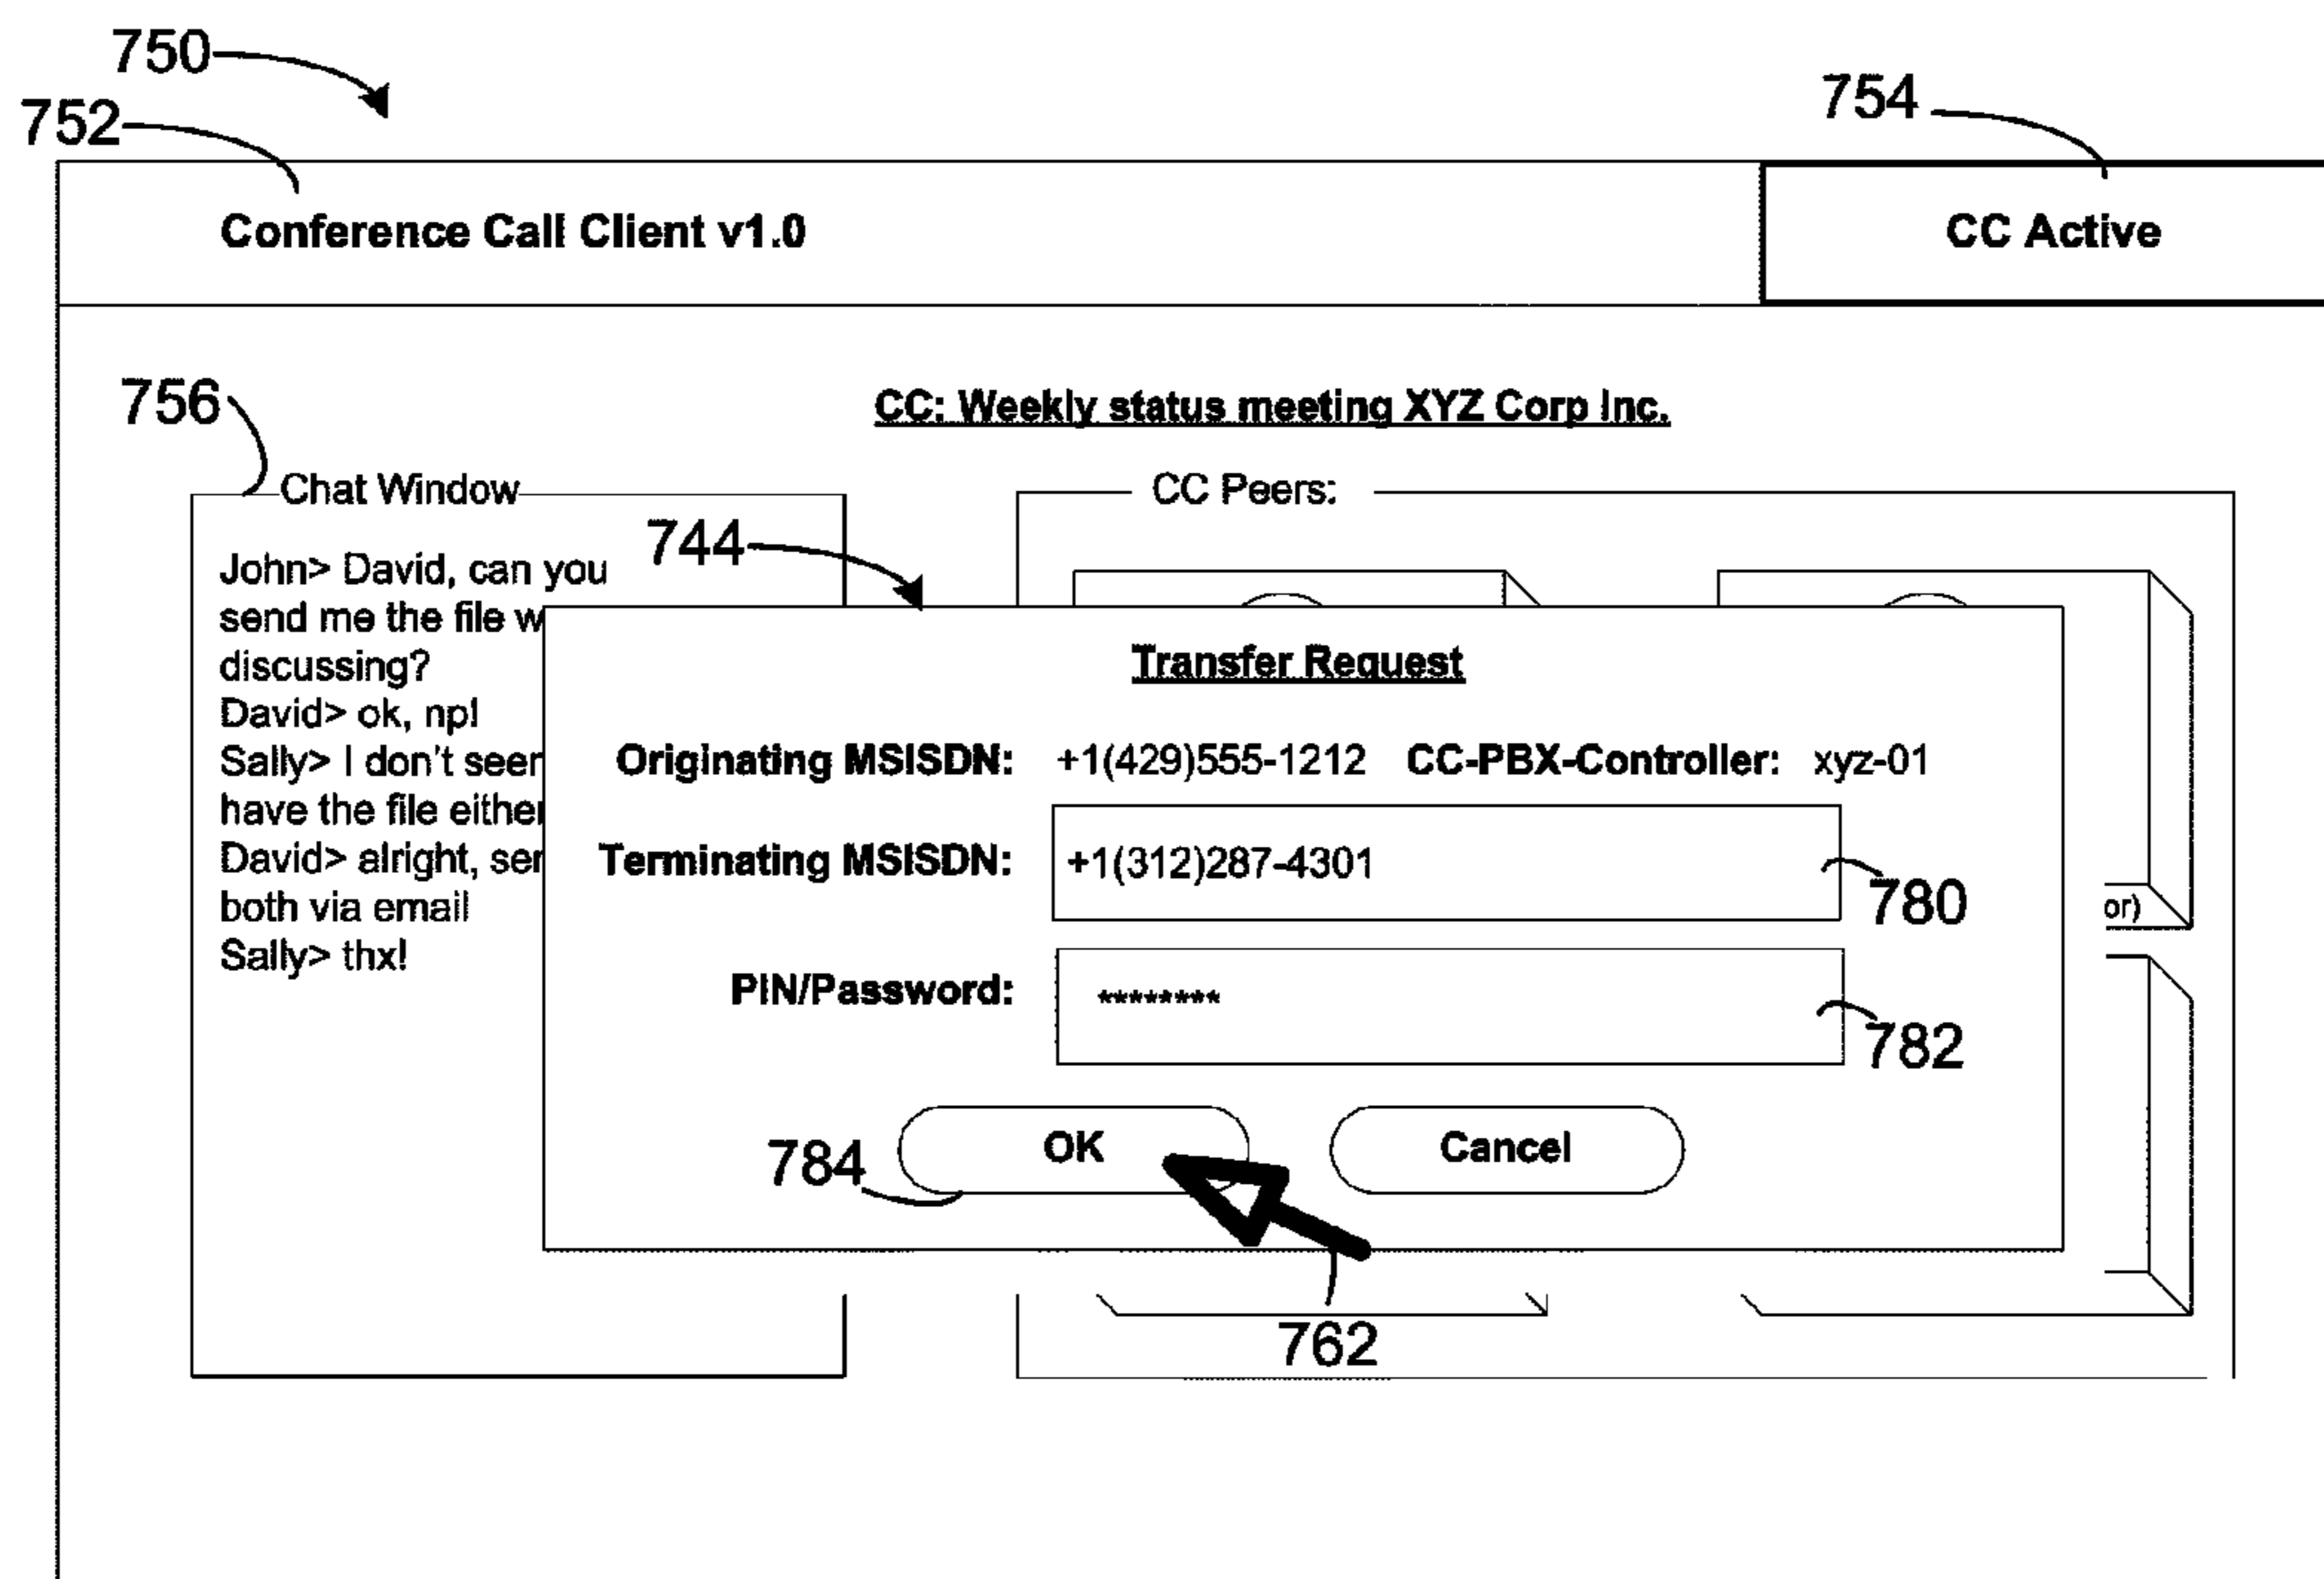 750
752
754
Conference Call Client v1.0
CC Active
756
CC: Weekly status meeting XYZ Corp Inc.
Chat Window
CC Peers:
744
John> David, can you
send me the file w
discussing?
David> ok, np!
Sally> I don't seer
have the file either
David> alright, ser
both via email
Sally> thx!
Transfer Request
Originating MSISDN: +1(429)555-1212 CC-PBX-Controller: xyz-01
Terminating MSISDN: +1(312)287-4301
780
or)
PIN/Password: ********
782
784
OK
Cancel
762